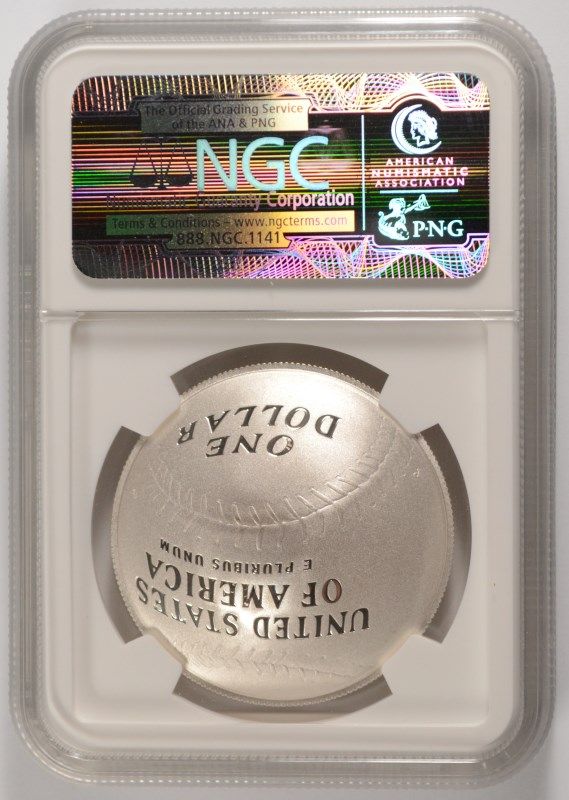 The Official Grading Service
of the ANA & PNG
NGC
Numismatic Guaranty Corporation
Terms & Conditions – www.ngcterms.com
888.NGC.1141
AMERICAN
NUMISMATIC
ASSOCIATION
P·N·G
UNITED STATES
OF AMERICA
E PLURIBUS UNUM
ONE
DOLLAR